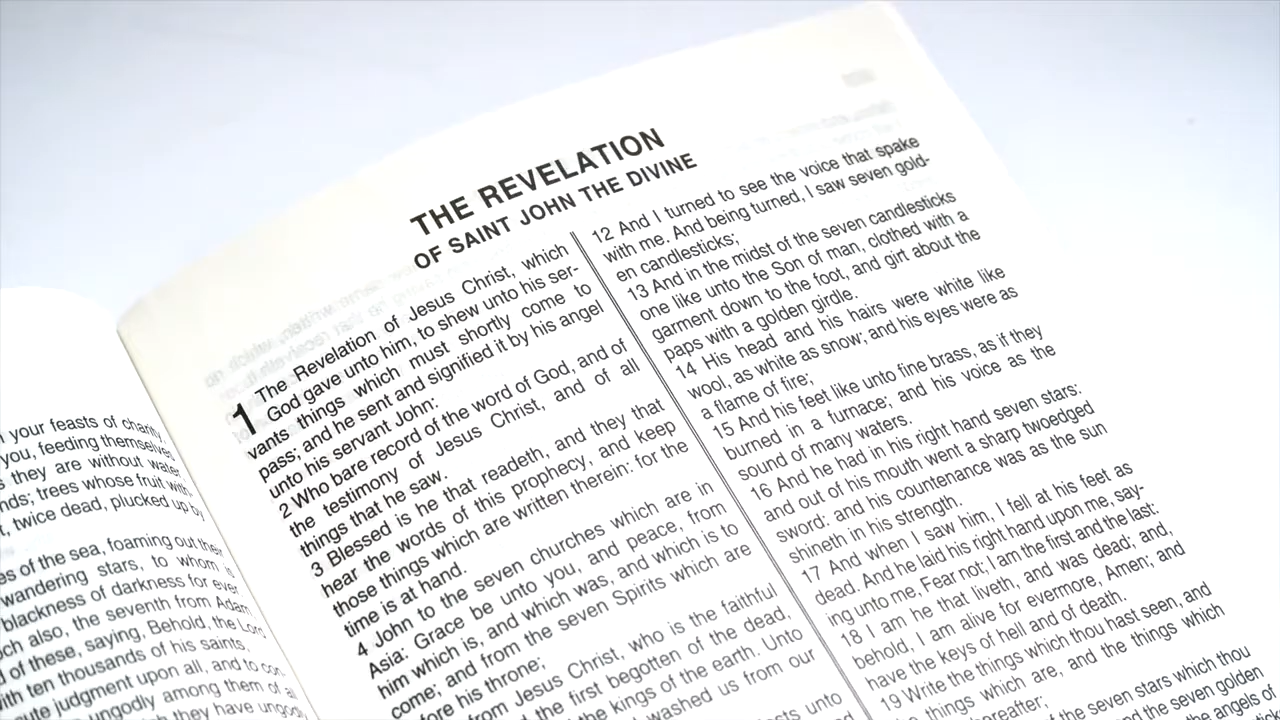 your feasts of charity,
you, feeding themselves
they are without water,
trees whose fruit with-
twice dead, plucked up by
of the sea, foaming out their
wandering stars, to whom is
blackness of darkness for ever.
also, the seventh from Adam,
of these, saying, Behold, the Lord
ten thousands of his saints,
judgment upon all, and to con-
ungodly among them of all
they have ungodly
THE REVELATION
OF SAINT JOHN THE DIVINE
1 The Revelation of Jesus Christ, which
God gave unto him, to shew unto his ser-
vants things which must shortly come to
pass; and he sent and signified it by his angel
unto his servant John:
2 Who bare record of the word of God, and of
the testimony of Jesus Christ, and of all
things that he saw.
3 Blessed is he that readeth, and they that
hear the words of this prophecy, and keep
those things which are written therein: for the
time is at hand.
4 John to the seven churches which are in
Asia: Grace be unto you, and peace, from
him which is, and which was, and which is to
come; and from the seven Spirits which are
his throne;
from Jesus Christ, who is the faithful
the first begotten of the dead,
the kings of the earth. Unto
washed us from our
unto
12 And I turned to see the voice that spake
with me. And being turned, I saw seven gold-
en candlesticks;
13 And in the midst of the seven candlesticks
one like unto the Son of man, clothed with a
garment down to the foot, and girt about the
paps with a golden girdle.
14 His head and his hairs were white like
wool, as white as snow; and his eyes were as
a flame of fire;
15 And his feet like unto fine brass, as if they
burned in a furnace; and his voice as the
sound of many waters.
16 And he had in his right hand seven stars:
and out of his mouth went a sharp twoedged
sword: and his countenance was as the sun
shineth in his strength.
17 And when I saw him, I fell at his feet as
dead. And he laid his right hand upon me, say-
ing unto me, Fear not; I am the first and the last:
18 I am he that liveth, and was dead; and,
behold, I am alive for evermore, Amen; and
have the keys of hell and of death.
19 Write the things which thou hast seen, and
things which are, and the things which
hereafter;
of the seven stars which thou
and the seven golden
the angels of